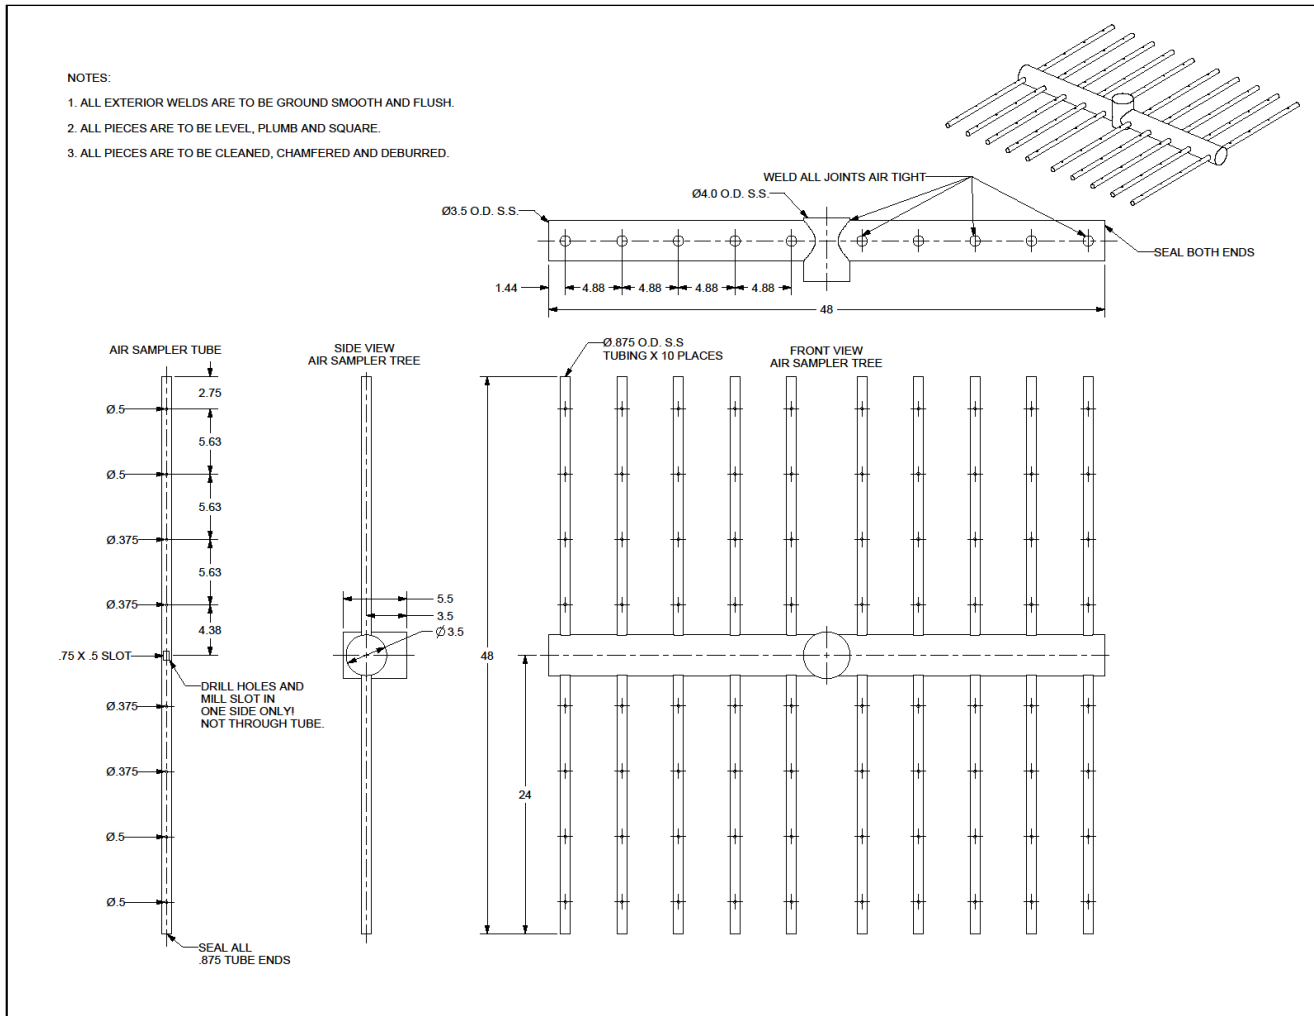 NOTES:
1. ALL EXTERIOR WELDS ARE TO BE GROUND SMOOTH AND FLUSH.
2. ALL PIECES ARE TO BE LEVEL, PLUMB AND SQUARE.
3. ALL PIECES ARE TO BE CLEANED, CHAMFERED AND DEBURRED.
WELD ALL JOINTS AIR TIGHT
Ø4.0 O.D. S.S.
Ø3.5 O.D. S.S.
SEAL BOTH ENDS
1.44
4.88
4.88
4.88
4.88
48
AIR SAMPLER TUBE
2.75
Ø.5
5.63
Ø.5
5.63
Ø.375
5.63
Ø.375
4.38
.75 X .5 SLOT
DRILL HOLES AND
MILL SLOT IN
ONE SIDE ONLY!
NOT THROUGH TUBE.
Ø.375
Ø.375
Ø.5
Ø.5
SEAL ALL
.875 TUBE ENDS
SIDE VIEW
AIR SAMPLER TREE
5.5
3.5
Ø3.5
Ø.875 O.D. S.S
TUBING X 10 PLACES
FRONT VIEW
AIR SAMPLER TREE
48
24